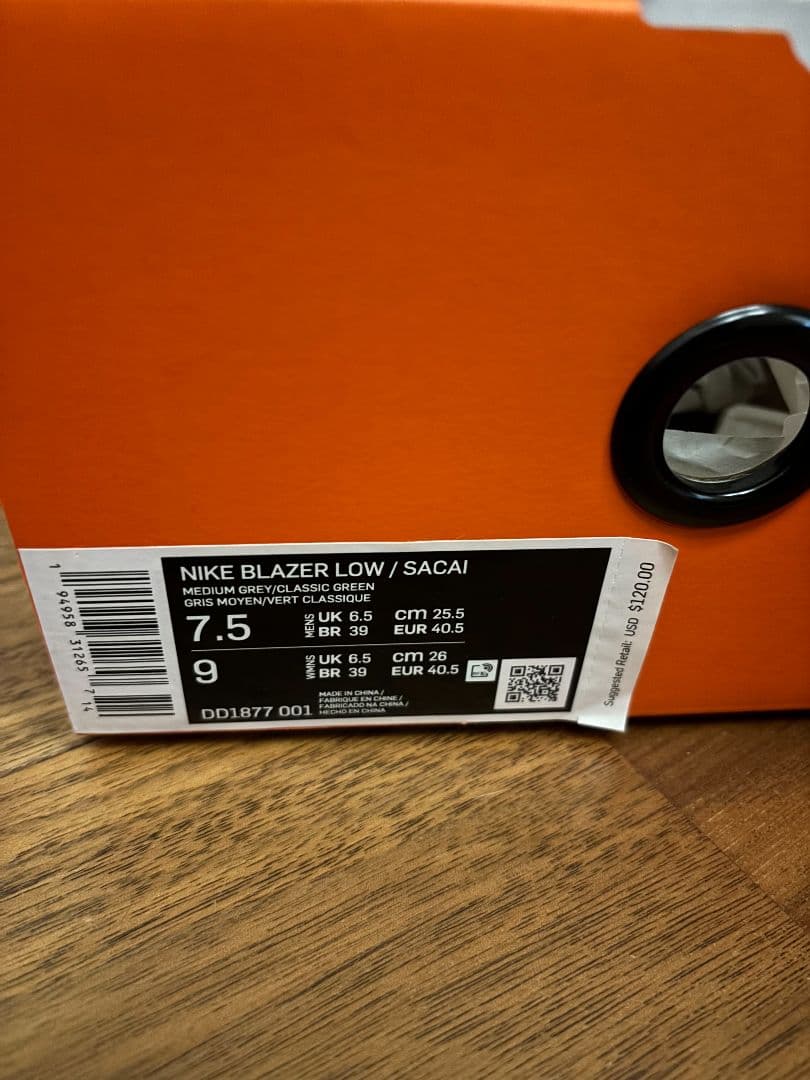 NIKE BLAZER LOW / SACAI
MEDIUM GREY/CLASSIC GREEN
GRIS MOYEN/VERT CLASSIQUE
7.5 MENS UK 6.5 cm 25.5
BR 39 EUR 40.5
9 WMNS UK 6.5 cm 26
BR 39 EUR 40.5
DD1877 001
MADE IN CHINA /
FABRIQUE EN CHINE /
FABRICADO NA CHINA /
HECHO EN CHINA
1 94958 31265 7 14
Suggested Retail: USD $120.00